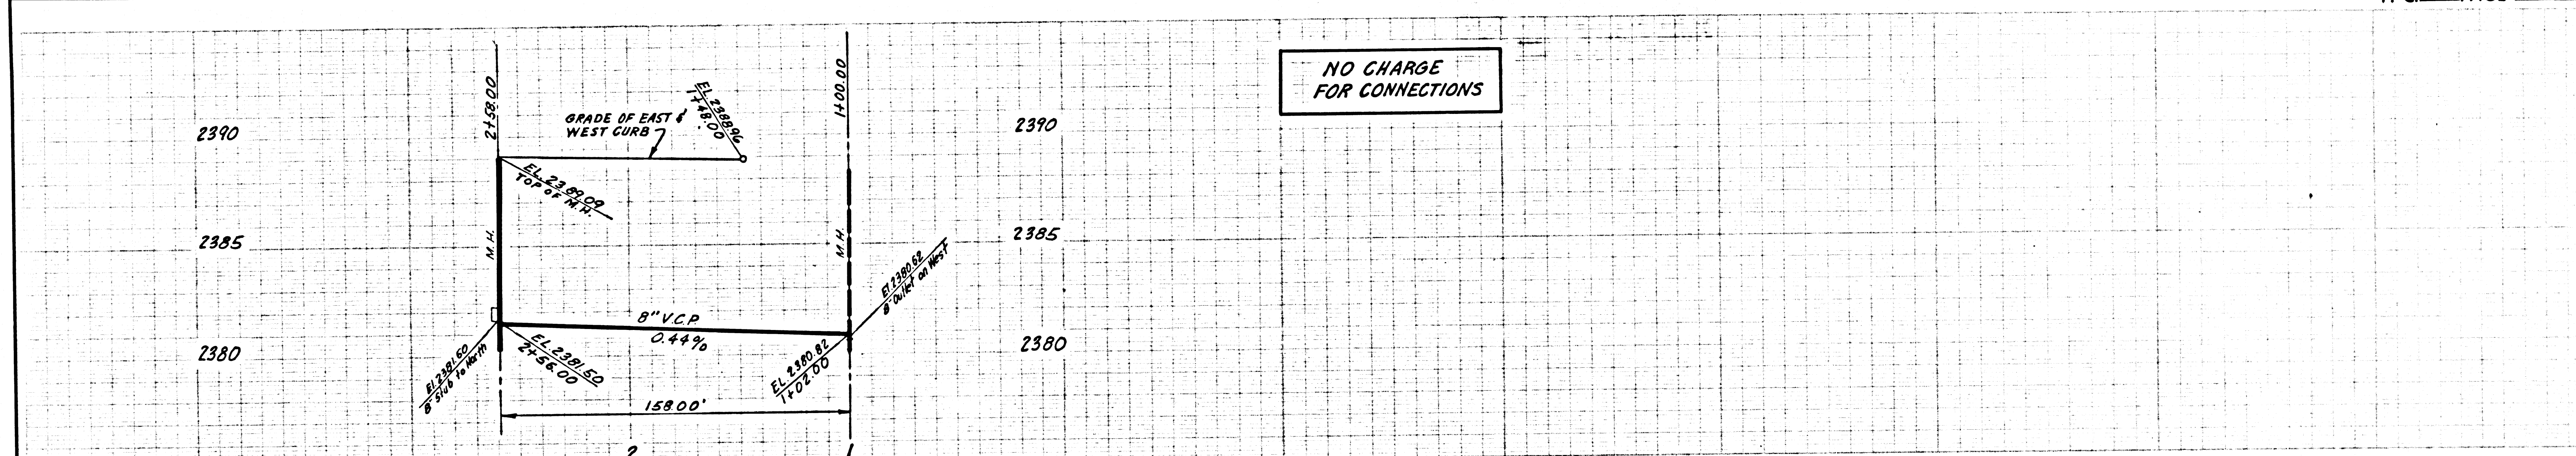 NO CHARGE
FOR CONNECTIONS
2+58.00
1+00.00
EL. 2388.96
1+48.00
GRADE OF EAST &
WEST CURB
2390
2390
EL. 2389.09
TOP OF M.H.
M.H.
M.H.
2385
2385
El. 2380.62
8" Outlet on West
8" V.C.P.
0.44%
2380
2380
El. 2381.60
8" Stub to North
EL. 2381.50
2+56.00
EL. 2380.82
1+02.00
158.00'
2
1